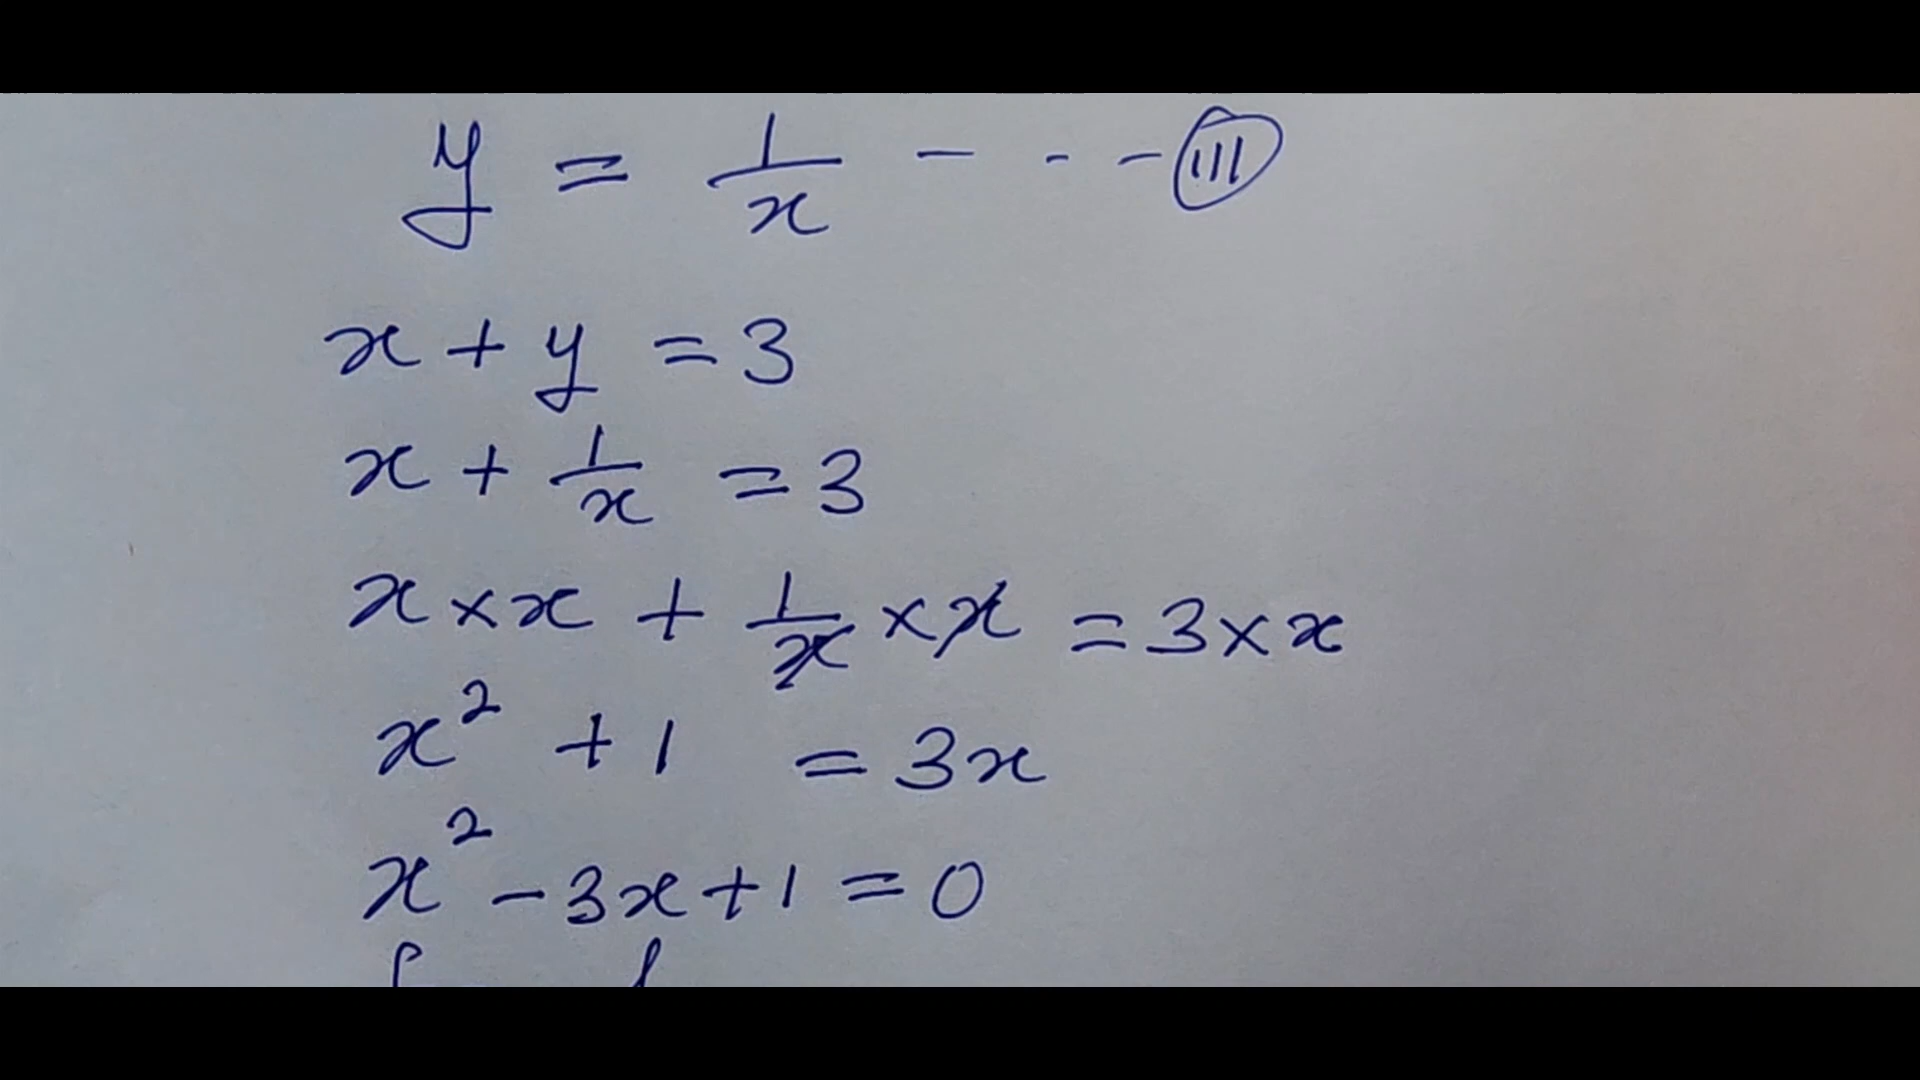 y = 1/x - - - (III)
x + y = 3
x + 1/x = 3
x × x + 1/x × x = 3 × x
x² + 1 = 3x
x² - 3x + 1 = 0